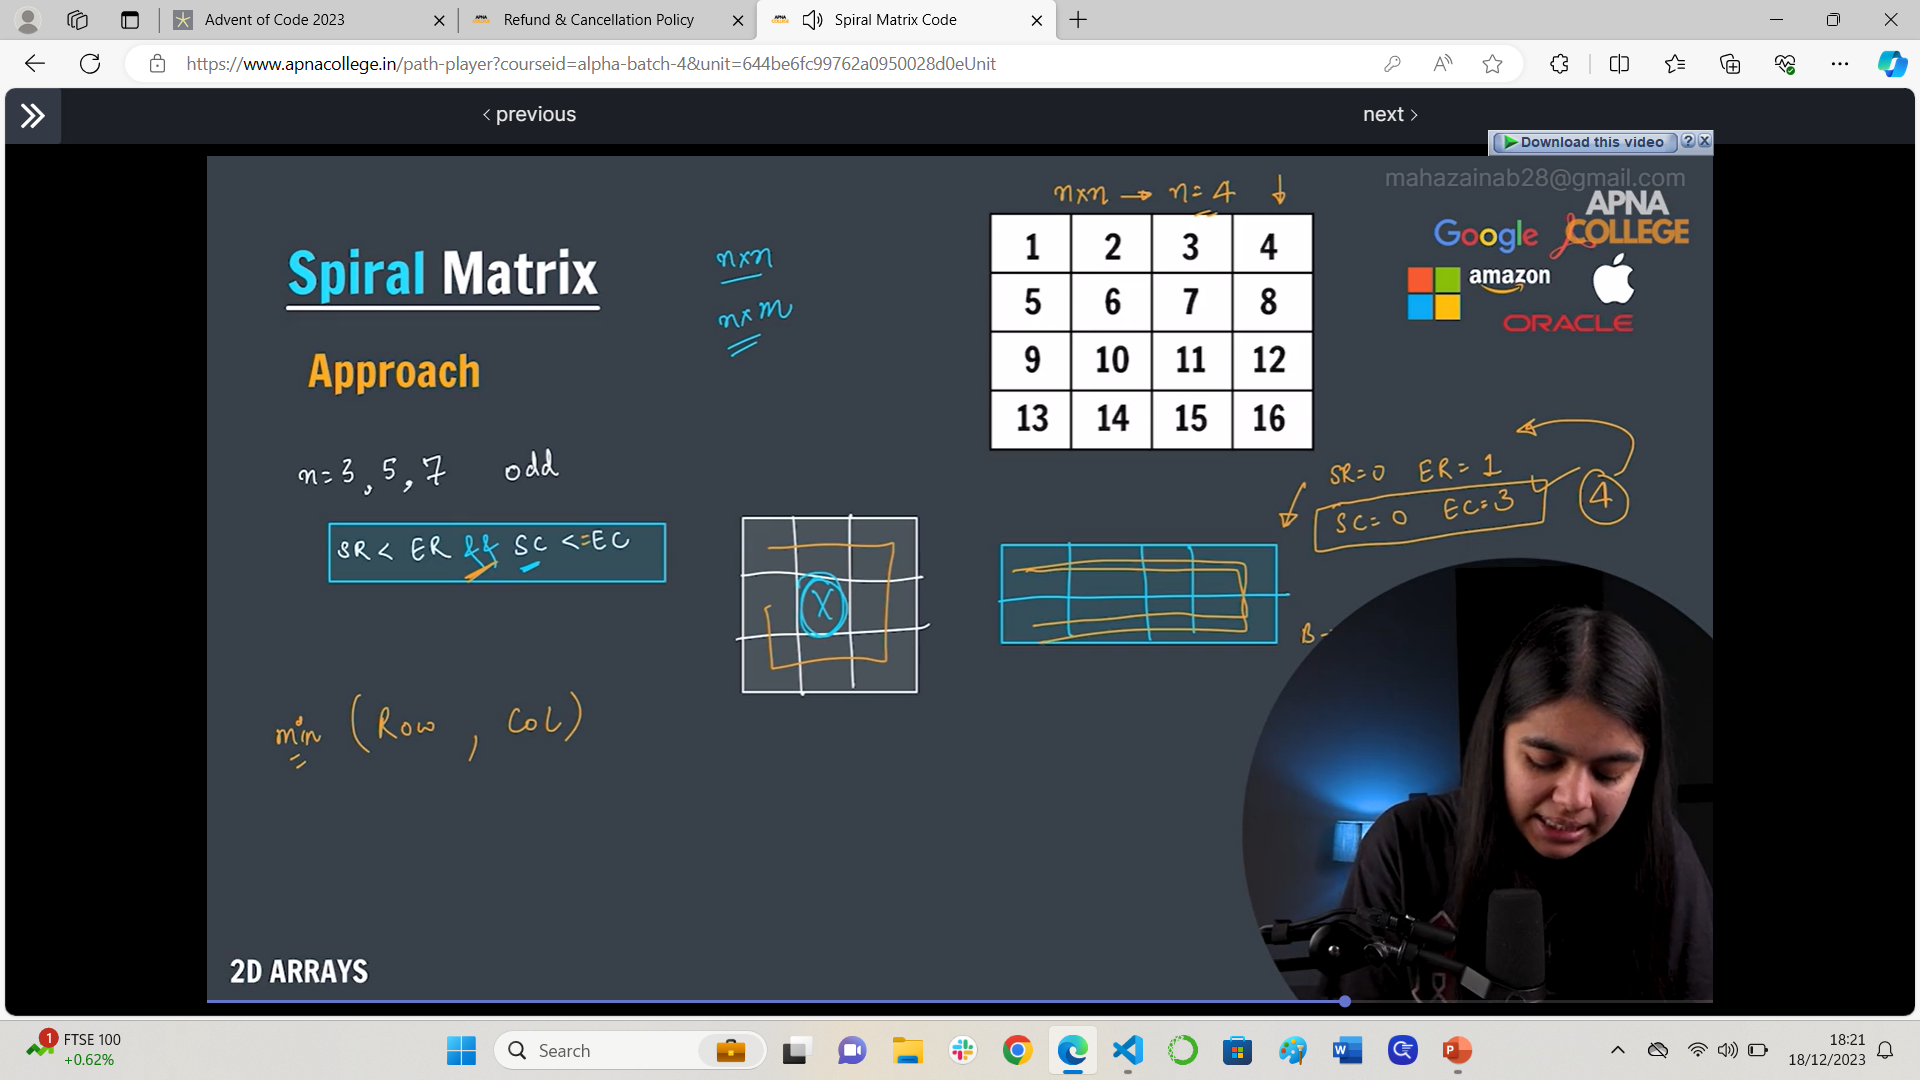 Advent of Code 2023
Refund & Cancellation Policy
Spiral Matrix Code
https://www.apnacollege.in/path-player?courseid=alpha-batch-4&unit=644be6fc99762a0950028d0eUnit
< previous
next >
Download this video
mahazainab28@gmail.com
APNA
COLLEGE
Google
amazon
ORACLE
n×n → n=4
1 2 3 4
5 6 7 8
9 10 11 12
13 14 15 16
Spiral Matrix
n×n
n×m
Approach
n=3, 5, 7 odd
SR < ER && SC <=EC
X
SR=0 ER=1
SC=0 EC=3
4
B
min (Row, Col)
2D ARRAYS
1
FTSE 100
+0.62%
Search
18:21
18/12/2023